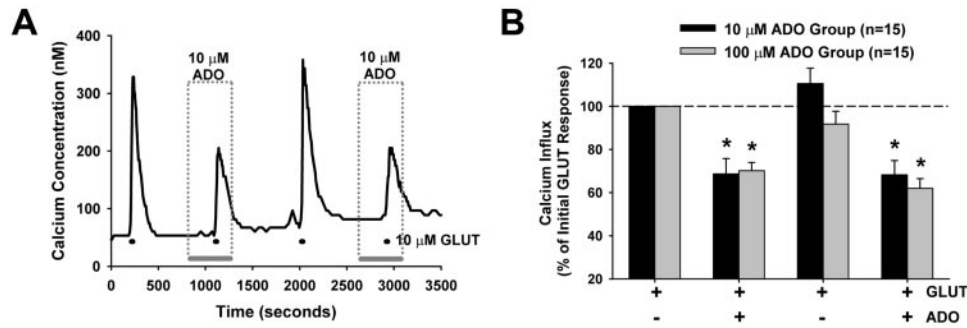 A
Calcium Concentration (nM)
400
300
200
100
0
10 μM
ADO
10 μM
ADO
10 μM GLUT
0 500 1000 1500 2000 2500 3000 3500
Time (seconds)
B
10 μM ADO Group (n=15)
100 μM ADO Group (n=15)
Calcium Influx
(% of Initial GLUT Response)
120
100
80
60
40
20
* *
* *
+ + + + GLUT
- + - + ADO